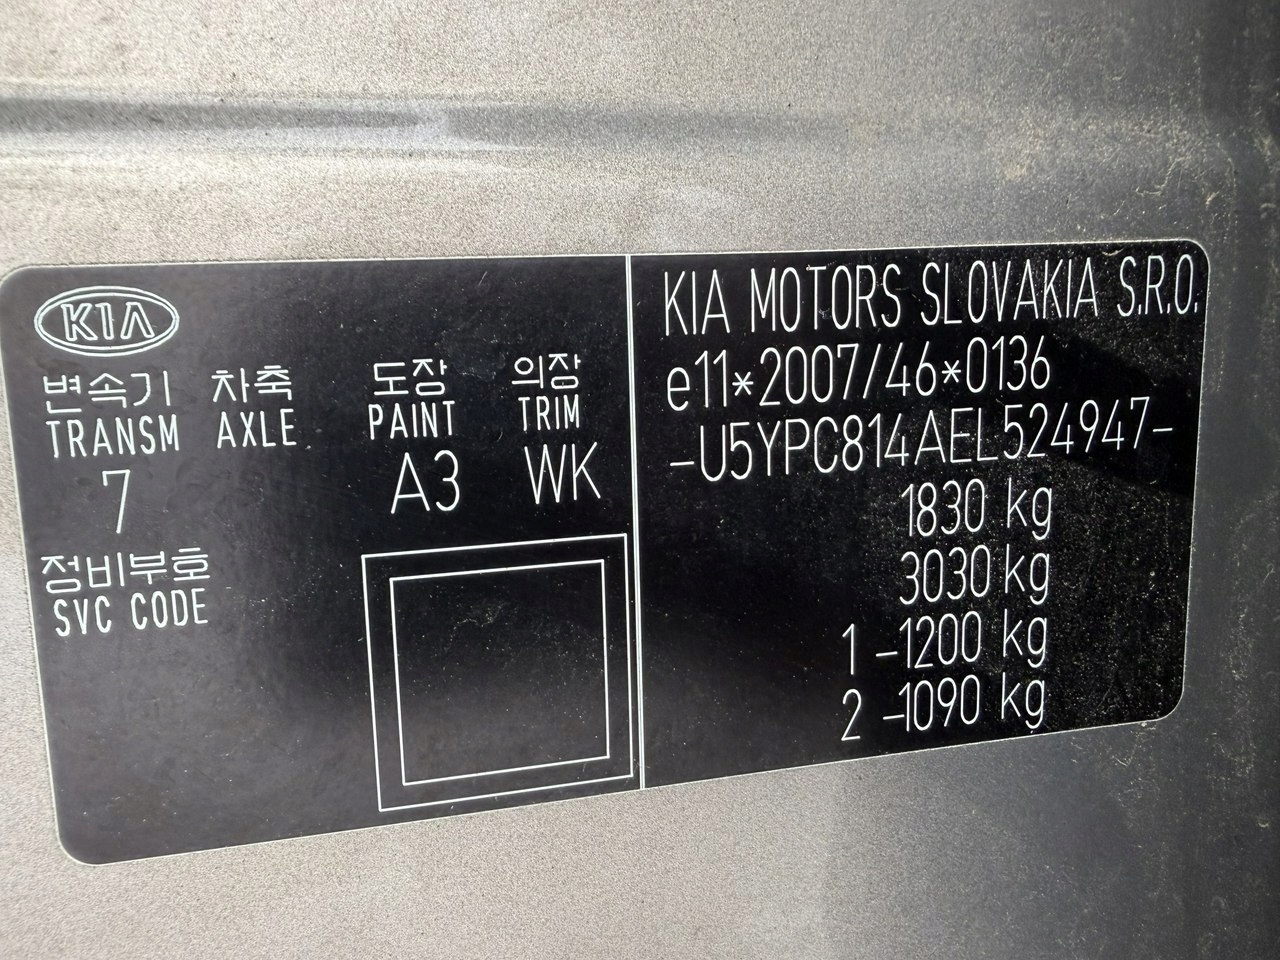 KIA
변속기 차축 도장 의장
TRANSM AXLE PAINT TRIM
7 A3 WK
정비부호
SVC CODE
KIA MOTORS SLOVAKIA S.R.O.
e11*2007/46*0136
-U5YPC814AEL524947-
1830 kg
3030 kg
1 -1200 kg
2 -1090 kg